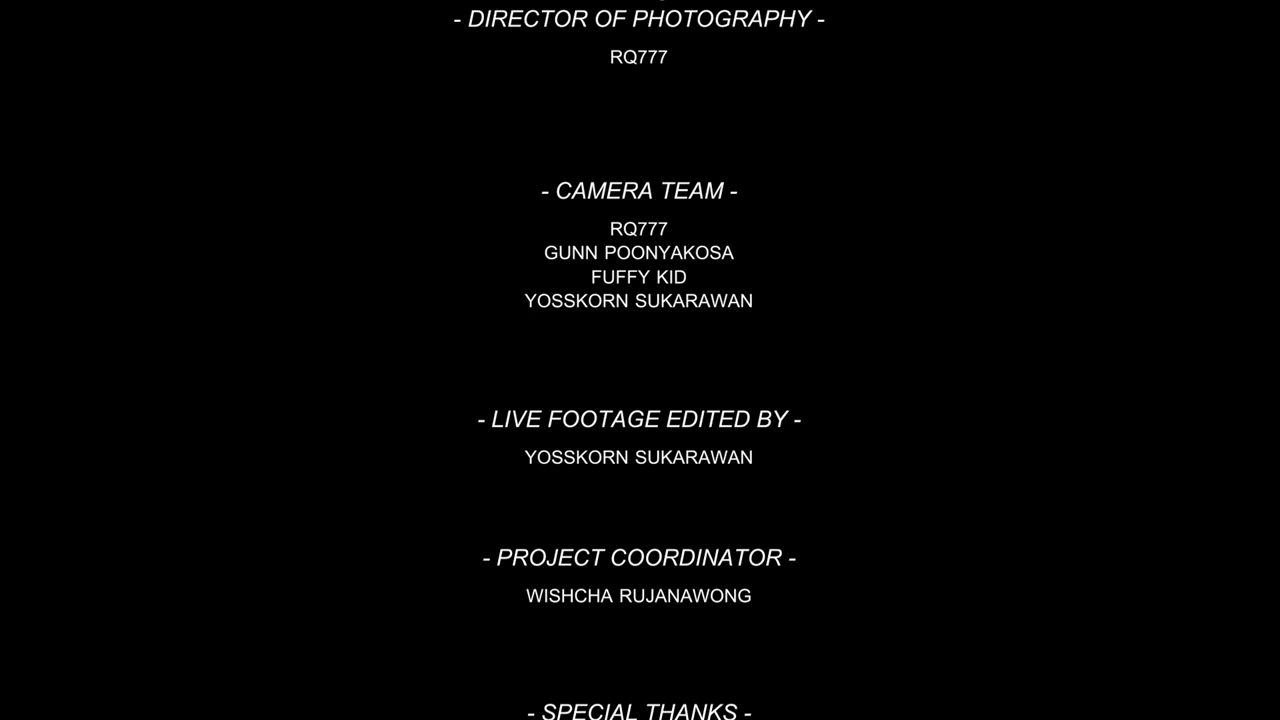 - DIRECTOR OF PHOTOGRAPHY -
RQ777
- CAMERA TEAM -
RQ777
GUNN POONYAKOSA
FUFFY KID
YOSSKORN SUKARAWAN
- LIVE FOOTAGE EDITED BY -
YOSSKORN SUKARAWAN
- PROJECT COORDINATOR -
WISHCHA RUJANAWONG
- SPECIAL THANKS -